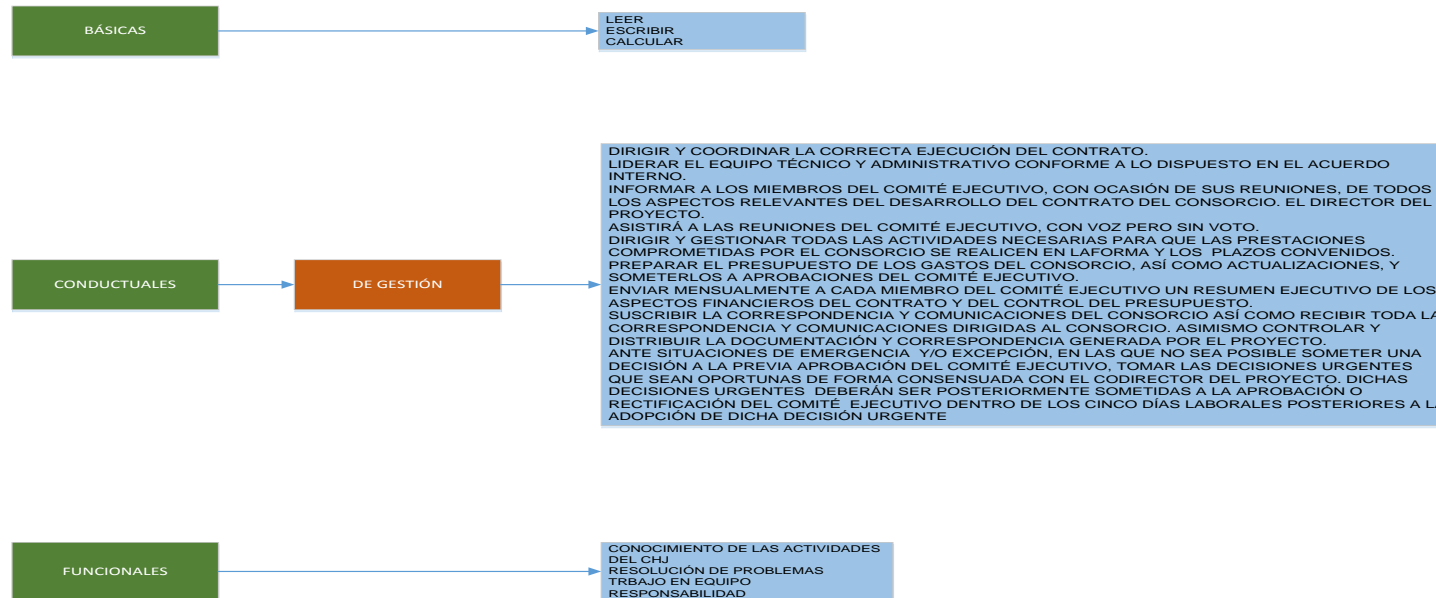 BÁSICAS
LEER
ESCRIBIR
CALCULAR
CONDUCTUALES
DE GESTIÓN
DIRIGIR Y COORDINAR LA CORRECTA EJECUCIÓN DEL CONTRATO.
LIDERAR EL EQUIPO TÉCNICO Y ADMINISTRATIVO CONFORME A LO DISPUESTO EN EL ACUERDO
INTERNO.
INFORMAR A LOS MIEMBROS DEL COMITÉ EJECUTIVO, CON OCASIÓN DE SUS REUNIONES, DE TODOS
LOS ASPECTOS RELEVANTES DEL DESARROLLO DEL CONTRATO DEL CONSORCIO. EL DIRECTOR DEL
PROYECTO.
ASISTIRÁ A LAS REUNIONES DEL COMITÉ EJECUTIVO, CON VOZ PERO SIN VOTO.
DIRIGIR Y GESTIONAR TODAS LAS ACTIVIDADES NECESARIAS PARA QUE LAS PRESTACIONES
COMPROMETIDAS POR EL CONSORCIO SE REALICEN EN LAFORMA Y LOS  PLAZOS CONVENIDOS.
PREPARAR EL PRESUPUESTO DE LOS GASTOS DEL CONSORCIO, ASÍ COMO ACTUALIZACIONES, Y
SOMETERLOS A APROBACIONES DEL COMITÉ EJECUTIVO.
ENVIAR MENSUALMENTE A CADA MIEMBRO DEL COMITÉ EJECUTIVO UN RESUMEN EJECUTIVO DE LOS
ASPECTOS FINANCIEROS DEL CONTRATO Y DEL CONTROL DEL PRESUPUESTO.
SUSCRIBIR LA CORRESPONDENCIA Y COMUNICACIONES DEL CONSORCIO ASÍ COMO RECIBIR TODA LA
CORRESPONDENCIA Y COMUNICACIONES DIRIGIDAS AL CONSORCIO. ASIMISMO CONTROLAR Y
DISTRIBUIR LA DOCUMENTACIÓN Y CORRESPONDENCIA GENERADA POR EL PROYECTO.
ANTE SITUACIONES DE EMERGENCIA  Y/O EXCEPCIÓN, EN LAS QUE NO SEA POSIBLE SOMETER UNA
DECISIÓN A LA PREVIA APROBACIÓN DEL COMITÉ EJECUTIVO, TOMAR LAS DECISIONES URGENTES
QUE SEAN OPORTUNAS DE FORMA CONSENSUADA CON EL CODIRECTOR DEL PROYECTO. DICHAS
DECISIONES URGENTES  DEBERÁN SER POSTERIORMENTE SOMETIDAS A LA APROBACIÓN O
RECTIFICACIÓN DEL COMITÉ  EJECUTIVO DENTRO DE LOS CINCO DÍAS LABORALES POSTERIORES A LA
ADOPCIÓN DE DICHA DECISIÓN URGENTE
FUNCIONALES
CONOCIMIENTO DE LAS ACTIVIDADES
DEL CHJ
RESOLUCIÓN DE PROBLEMAS
TRBAJO EN EQUIPO
RESPONSABILIDAD